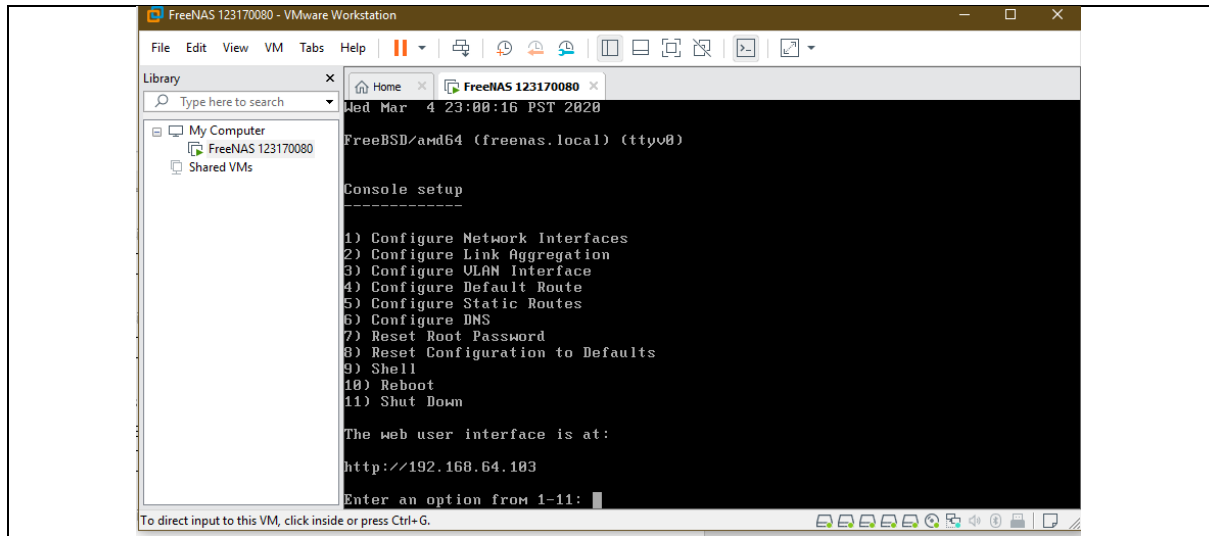 FreeNAS 123170080 - VMware Workstation
File Edit View VM Tabs Help
Library
Type here to search
My Computer
FreeNAS 123170080
Shared VMs
Home
FreeNAS 123170080
Wed Mar 4 23:00:16 PST 2020
FreeBSD/amd64 (freenas.local) (ttyv0)
Console setup
-------------
1) Configure Network Interfaces
2) Configure Link Aggregation
3) Configure VLAN Interface
4) Configure Default Route
5) Configure Static Routes
6) Configure DNS
7) Reset Root Password
8) Reset Configuration to Defaults
9) Shell
10) Reboot
11) Shut Down
The web user interface is at:
http://192.168.64.103
Enter an option from 1-11:
To direct input to this VM, click inside or press Ctrl+G.